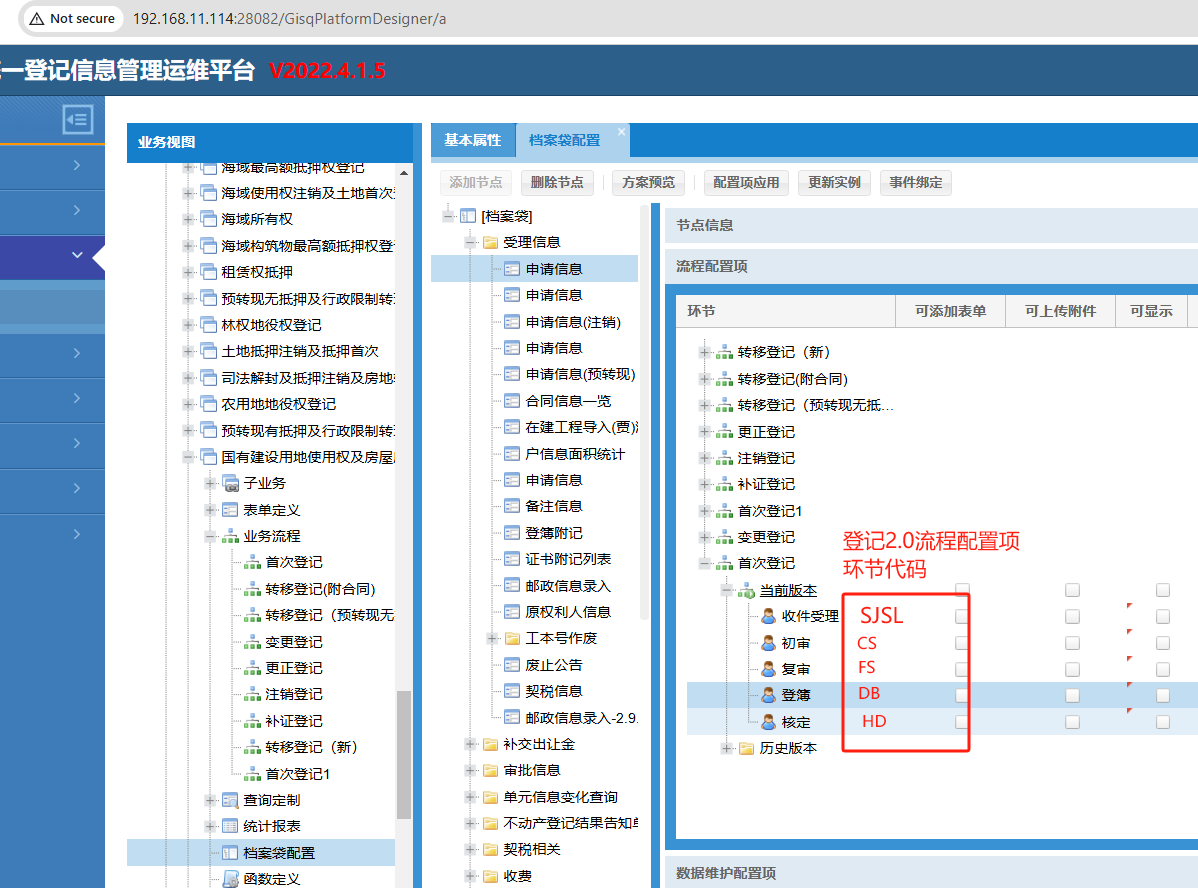 Not secure
192.168.11.114:28082/GisqPlatformDesigner/a
一登记信息管理运维平台 V2022.4.1.5
业务视图
海域最高额抵押权登记
海域使用权注销及土地首次
海域所有权
海域构筑物最高额抵押权登
租赁权抵押
预转现无抵押及行政限制转
林权地役权登记
土地抵押注销及抵押首次
司法解封及抵押注销及房地
农用地地役权登记
预转现有抵押及行政限制转
国有建设用地使用权及房屋
子业务
表单定义
业务流程
首次登记
转移登记(附合同)
转移登记（预转现无
变更登记
更正登记
注销登记
补证登记
转移登记（新）
首次登记1
查询定制
统计报表
档案袋配置
函数定义
基本属性
档案袋配置
添加节点
删除节点
方案预览
配置项应用
更新实例
事件绑定
[档案袋]
受理信息
申请信息
申请信息
申请信息(注销)
申请信息
申请信息(预转现)
合同信息一览
在建工程导入(贾)
户信息面积统计
申请信息
备注信息
登簿附记
证书附记列表
邮政信息录入
原权利人信息
工本号作废
废止公告
契税信息
邮政信息录入-2.9.
补交出让金
审批信息
单元信息变化查询
不动产登记结果告知单
契税相关
收费
节点信息
流程配置项
环节
可添加表单
可上传附件
可显示
转移登记（新）
转移登记(附合同)
转移登记（预转现无抵...
更正登记
注销登记
补证登记
首次登记1
变更登记
首次登记
登记2.0流程配置项
环节代码
当前版本
收件受理 SJSL
初审 CS
复审 FS
登簿 DB
核定 HD
历史版本
数据维护配置项